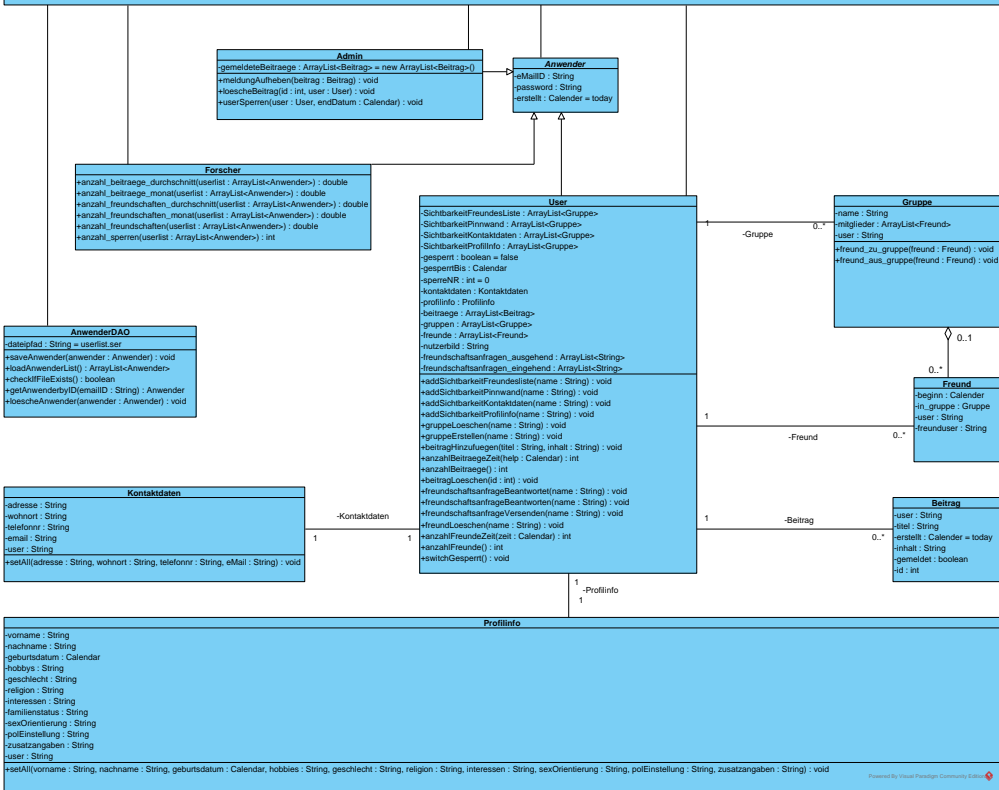 Admin
-gemeldeteBeitraege : ArrayList<Beitrag> = new ArrayList<Beitrag>()
+meldungAufheben(beitrag : Beitrag) : void
+loescheBeitrag(id : int, user : User) : void
+userSperren(user : User, endDatum : Calendar) : void
Anwender
-eMailID : String
-password : String
-erstellt : Calender = today
Forscher
+anzahl_beitraege_durchschnitt(userlist : ArrayList<Anwender>) : double
+anzahl_beitraege_monat(userlist : ArrayList<Anwender>) : double
+anzahl_freundschaften_durchschnitt(userlist : ArrayList<Anwender>) : double
+anzahl_freundschaften_monat(userlist : ArrayList<Anwender>) : double
+anzahl_freundschaften(userlist : ArrayList<Anwender>) : double
+anzahl_sperren(userlist : ArrayList<Anwender>) : int
User
-SichtbarkeitFreundesListe : ArrayList<Gruppe>
-SichtbarkeitPinnwand : ArrayList<Gruppe>
-SichtbarkeitKontaktdaten : ArrayList<Gruppe>
-SichtbarkeitProfilInfo : ArrayList<Gruppe>
-gesperrt : boolean = false
-gesperrtBis : Calendar
-sperreNR : int = 0
-kontaktdaten : Kontaktdaten
-profilinfo : Profilinfo
-beitraege : ArrayList<Beitrag>
-gruppen : ArrayList<Gruppe>
-freunde : ArrayList<Freund>
-nutzerbild : String
-freundschaftsanfragen_ausgehend : ArrayList<String>
-freundschaftsanfragen_eingehend : ArrayList<String>
+addSichtbarkeitFreundesliste(name : String) : void
+addSichtbarkeitPinnwand(name : String) : void
+addSichtbarkeitKontaktdaten(name : String) : void
+addSichtbarkeitProfilinfo(name : String) : void
+gruppeLoeschen(name : String) : void
+gruppeErstellen(name : String) : void
+beitragHinzufuegen(titel : String, inhalt : String) : void
+anzahlBeitraegeZeit(help : Calendar) : int
+anzahlBeitraege() : int
+beitragLoeschen(id : int) : void
+freundschaftsanfrageBeantwortet(name : String) : void
+freundschaftsanfrageBeantworten(name : String) : void
+freundschaftsanfrageVersenden(name : String) : void
+freundLoeschen(name : String) : void
+anzahlFreundeZeit(zeit : Calendar) : int
+anzahlFreunde() : int
+switchGesperrt() : void
1
-Gruppe
0..*
Gruppe
-name : String
-mitglieder : ArrayList<Freund>
-user : String
+freund_zu_gruppe(freund : Freund) : void
+freund_aus_gruppe(freund : Freund) : void
0..1
0..*
Freund
-beginn : Calender
-in_gruppe : Gruppe
-user : String
-freunduser : String
1
-Freund
0..*
AnwenderDAO
-dateipfad : String = userlist.ser
+saveAnwender(anwender : Anwender) : void
+loadAnwenderList() : ArrayList<Anwender>
+checkIfFileExists() : boolean
+getAnwenderbyID(emailID : String) : Anwender
+loescheAnwender(anwender : Anwender) : void
Kontaktdaten
-adresse : String
-wohnort : String
-telefonnr : String
-email : String
-user : String
+setAll(adresse : String, wohnort : String, telefonnr : String, eMail : String) : void
-Kontaktdaten
1
1
1
-Beitrag
0..*
Beitrag
-user : String
-titel : String
-erstellt : Calender = today
-inhalt : String
-gemeldet : boolean
-id : int
1
-Profilinfo
1
Profilinfo
-vorname : String
-nachname : String
-geburtsdatum : Calendar
-hobbys : String
-geschlecht : String
-religion : String
-interessen : String
-familienstatus : String
-sexOrientierung : String
-polEinstellung : String
-zusatzangaben : String
-user : String
+setAll(vorname : String, nachname : String, geburtsdatum : Calendar, hobbies : String, geschlecht : String, religion : String, interessen : String, sexOrientierung : String, polEinstellung : String, zusatzangaben : String) : void
Powered By Visual Paradigm Community Edition